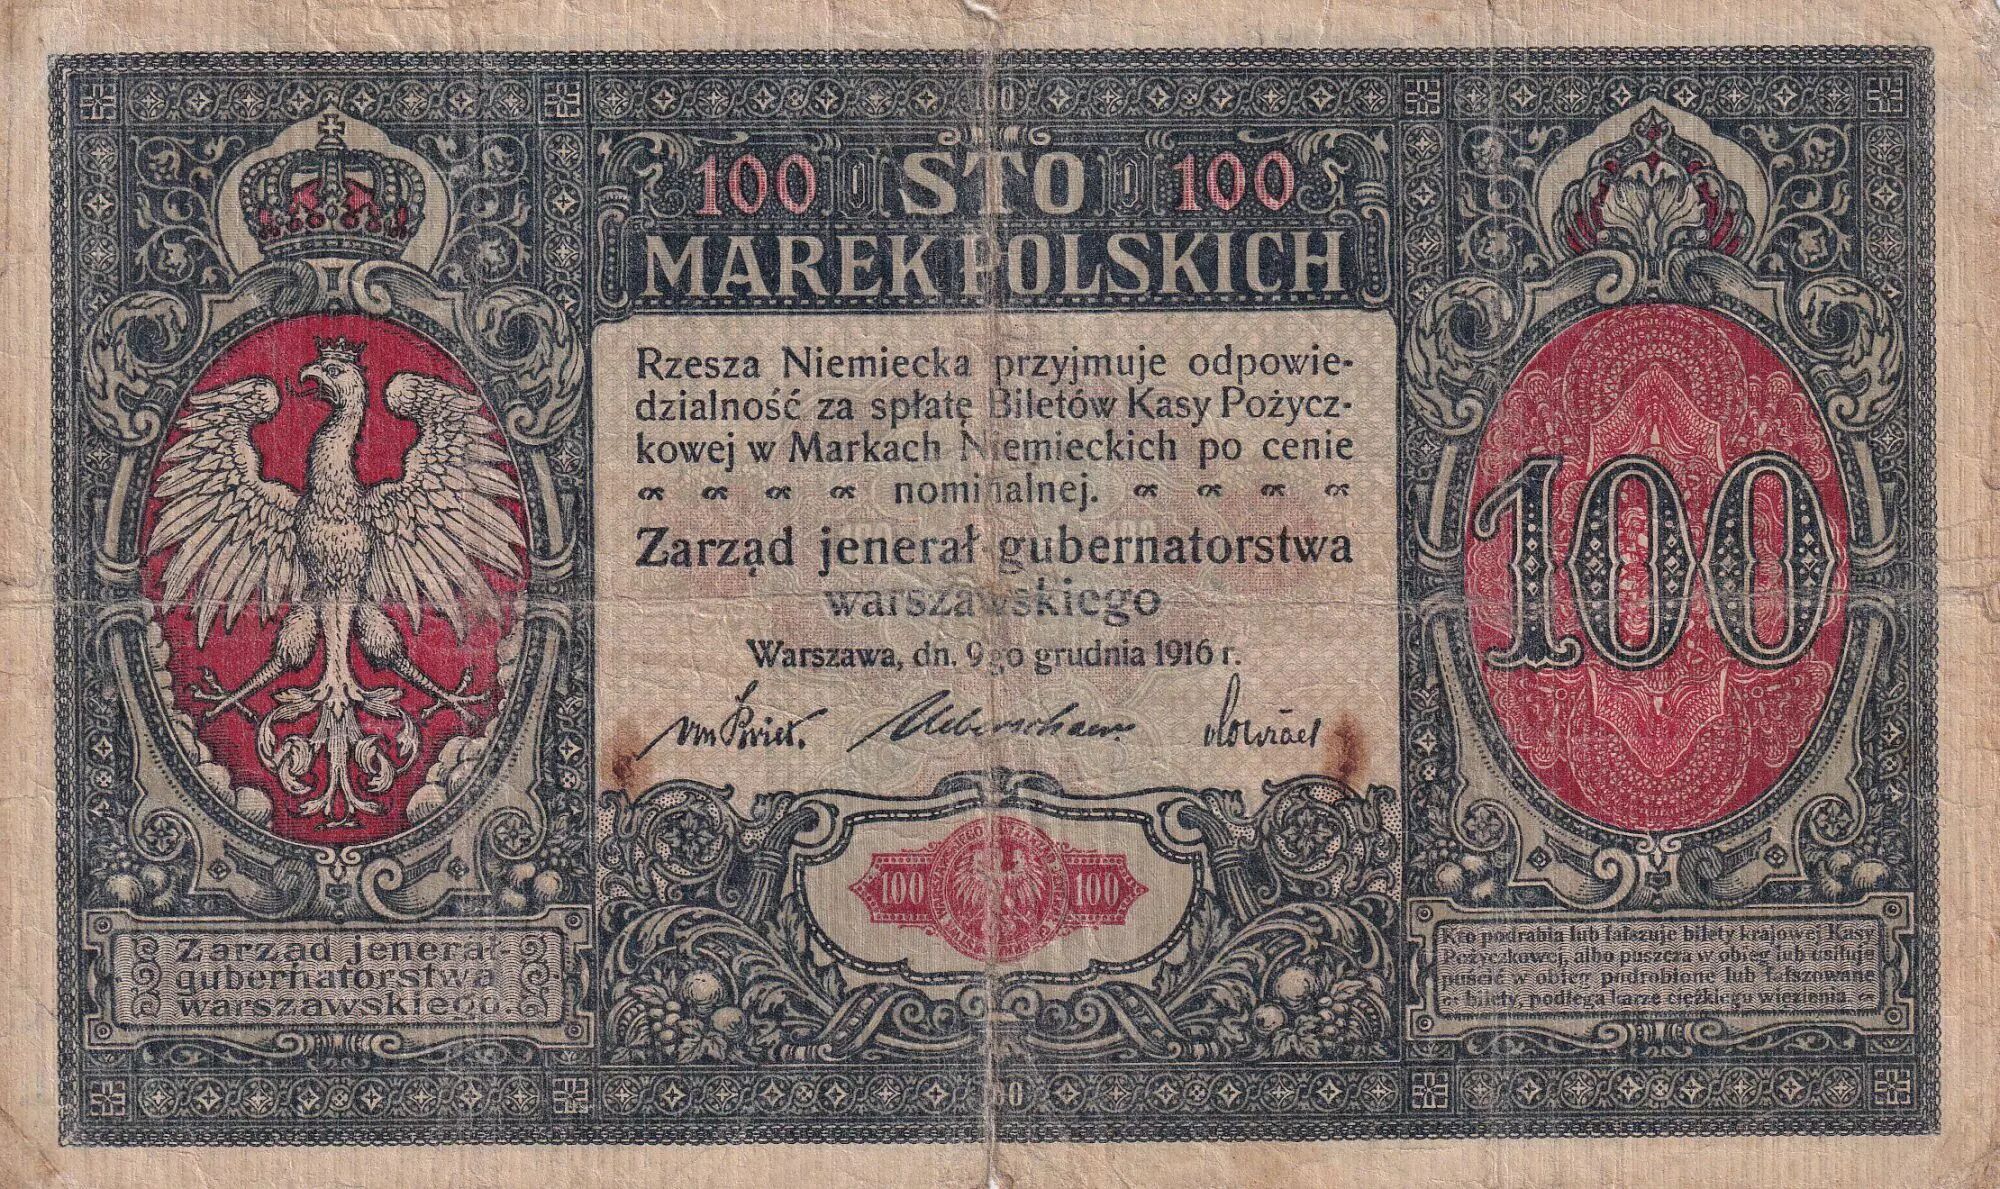 100 STO 100
MAREK POLSKICH
Rzesza Niemiecka przyjmuje odpowie-
dzialność za spłatę Biletów Kasy Pożycz-
kowej w Markach Niemieckich po cenie
nominalnej.
Zarząd jenerał-gubernatorstwa
warszawskiego
Warszawa, dn. 9go grudnia 1916 r.
100
100 100
Zarząd jenerał
gubernatorstwa
warszawskiego.
Kto podrabia lub fałszuje bilety krajowej Kasy
Pożyczkowej, albo puszcza w obieg lub usiłuje
puścić w obieg podrobione lub fałszowane
bilety, podlega karze ciężkiego więzienia